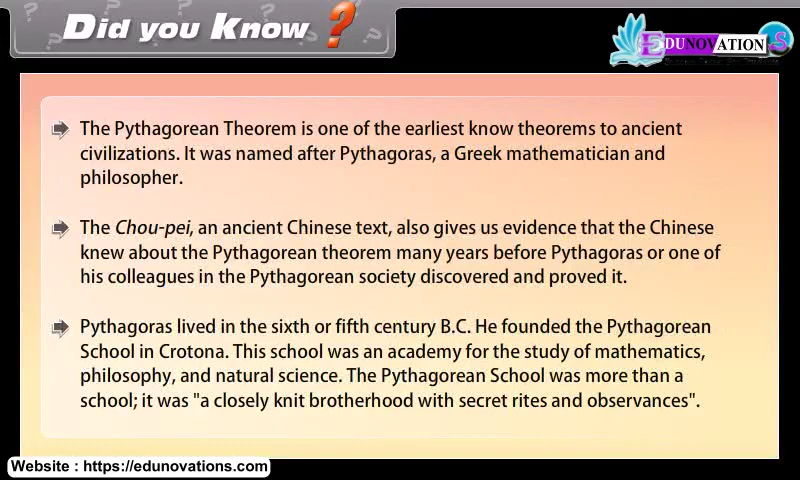 Did you Know ?
EDUNOVATION.S
The Pythagorean Theorem is one of the earliest know theorems to ancient
civilizations. It was named after Pythagoras, a Greek mathematician and
philosopher.
The Chou-pei, an ancient Chinese text, also gives us evidence that the Chinese
knew about the Pythagorean theorem many years before Pythagoras or one of
his colleagues in the Pythagorean society discovered and proved it.
Pythagoras lived in the sixth or fifth century B.C. He founded the Pythagorean
School in Crotona. This school was an academy for the study of mathematics,
philosophy, and natural science. The Pythagorean School was more than a
school; it was "a closely knit brotherhood with secret rites and observances".
Website : https://edunovations.com